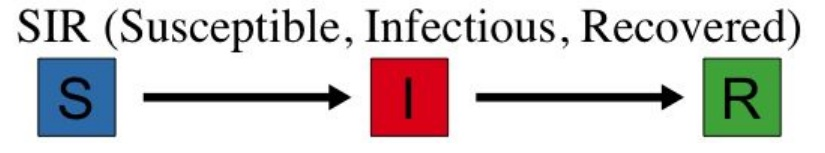 SIR (Susceptible, Infectious, Recovered)
S I R